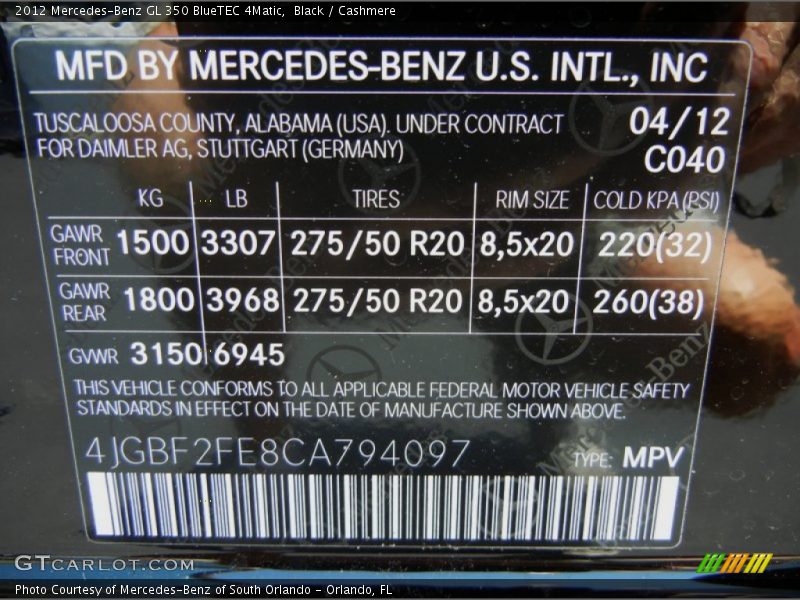 2012 Mercedes-Benz GL 350 BlueTEC 4Matic, Black / Cashmere
MFD BY MERCEDES-BENZ U.S. INTL., INC
TUSCALOOSA COUNTY, ALABAMA (USA). UNDER CONTRACT
FOR DAIMLER AG, STUTTGART (GERMANY)
04/12
C040
KG LB TIRES RIM SIZE COLD KPA (PSI)
GAWR FRONT 1500 3307 275/50 R20 8,5x20 220(32)
GAWR REAR 1800 3968 275/50 R20 8,5x20 260(38)
GVWR 3150 6945
THIS VEHICLE CONFORMS TO ALL APPLICABLE FEDERAL MOTOR VEHICLE SAFETY
STANDARDS IN EFFECT ON THE DATE OF MANUFACTURE SHOWN ABOVE.
4JGBF2FE8CA794097 TYPE: MPV
GTCARLOT.COM
Photo Courtesy of Mercedes-Benz of South Orlando - Orlando, FL